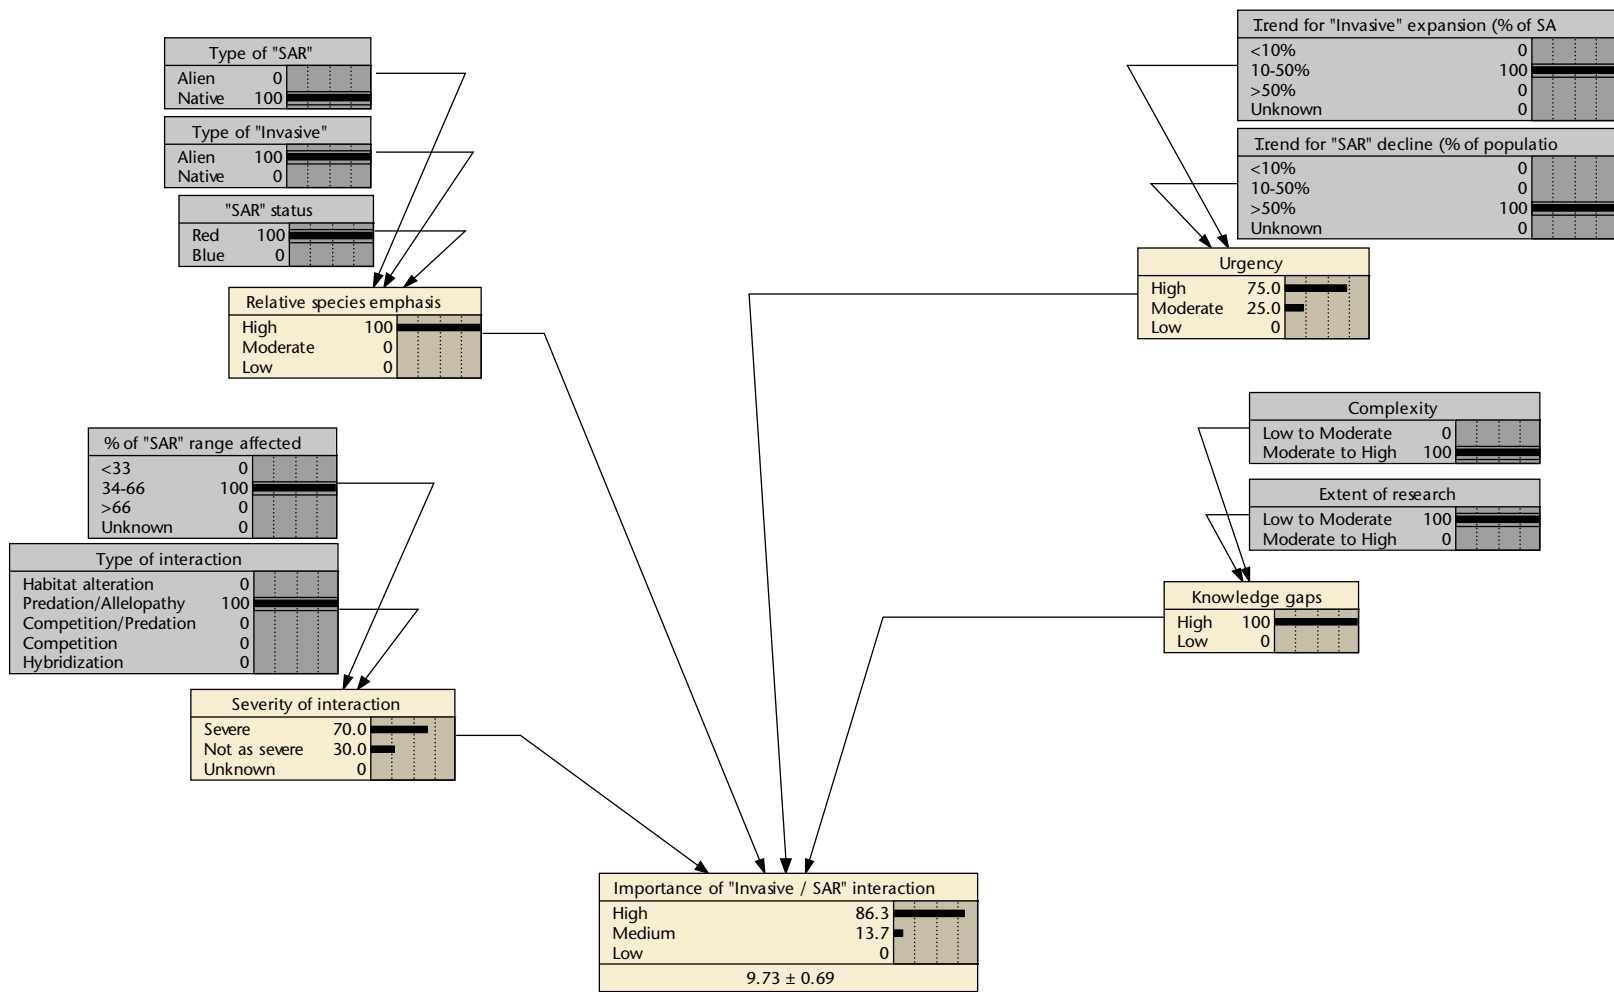 Type of "SAR"
Alien 0
Native 100
Type of "Invasive"
Alien 100
Native 0
"SAR" status
Red 100
Blue 0
Relative species emphasis
High 100
Moderate 0
Low 0
% of "SAR" range affected
<33 0
34-66 100
>66 0
Unknown 0
Type of interaction
Habitat alteration 0
Predation/Allelopathy 100
Competition/Predation 0
Competition 0
Hybridization 0
Severity of interaction
Severe 70.0
Not as severe 30.0
Unknown 0
Trend for "Invasive" expansion (% of SA
<10% 0
10-50% 100
>50% 0
Unknown 0
Trend for "SAR" decline (% of populatio
<10% 0
10-50% 0
>50% 100
Unknown 0
Urgency
High 75.0
Moderate 25.0
Low 0
Complexity
Low to Moderate 0
Moderate to High 100
Extent of research
Low to Moderate 100
Moderate to High 0
Knowledge gaps
High 100
Low 0
Importance of "Invasive / SAR" interaction
High 86.3
Medium 13.7
Low 0
9.73 ± 0.69